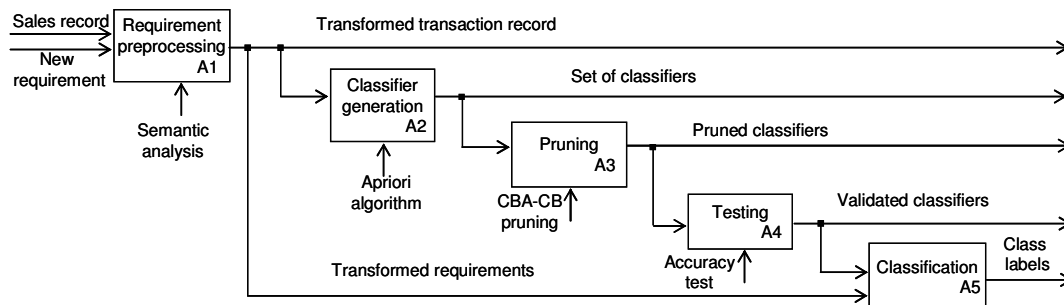 Sales record
New
requirement
Requirement
preprocessing
A1
Semantic
analysis
Transformed transaction record
Classifier
generation
A2
Apriori
algorithm
Set of classifiers
Pruning
A3
CBA-CB
pruning
Pruned classifiers
Testing
A4
Accuracy
test
Validated classifiers
Transformed requirements
Classification
A5
Class
labels